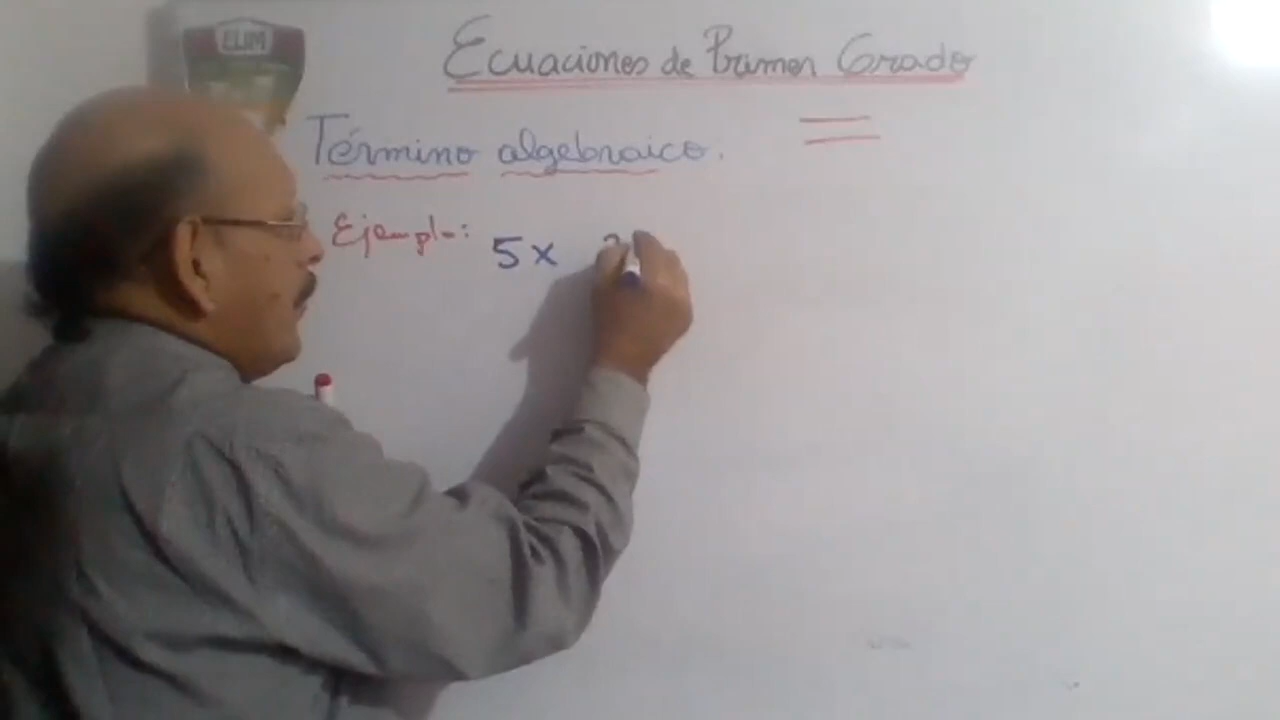 ELIM
Ecuaciones de Primer Grado
=
Término algebraico.
Ejemplo: 5x